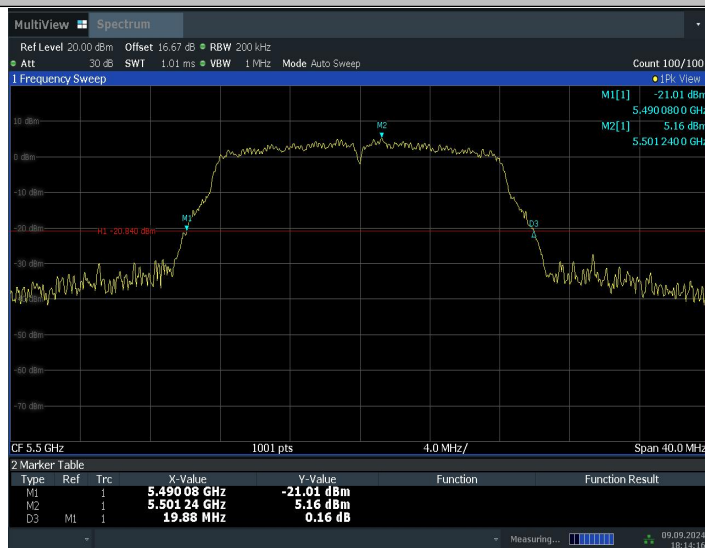 MultiView Spectrum
Ref Level 20.00 dBm Offset 16.67 dB RBW 200 kHz
Att 30 dB SWT 1.01 ms VBW 1 MHz Mode Auto Sweep Count 100/100
1 Frequency Sweep 1Pk View
M1[1] -21.01 dBm
5.490 080 0 GHz
M2[1] 5.16 dBm
5.501 240 0 GHz
10 dBm
M2
0 dBm
-10 dBm
M1
-20 dBm
H1 -20.840 dBm
D3
-30 dBm
-50 dBm
-60 dBm
-70 dBm
CF 5.5 GHz 1001 pts 4.0 MHz/ Span 40.0 MHz
2 Marker Table
Type Ref Trc X-Value Y-Value Function Function Result
M1 1 5.490 08 GHz -21.01 dBm
M2 1 5.501 24 GHz 5.16 dBm
D3 M1 1 19.88 MHz 0.16 dB
Measuring... 09.09.2024
18:14:16